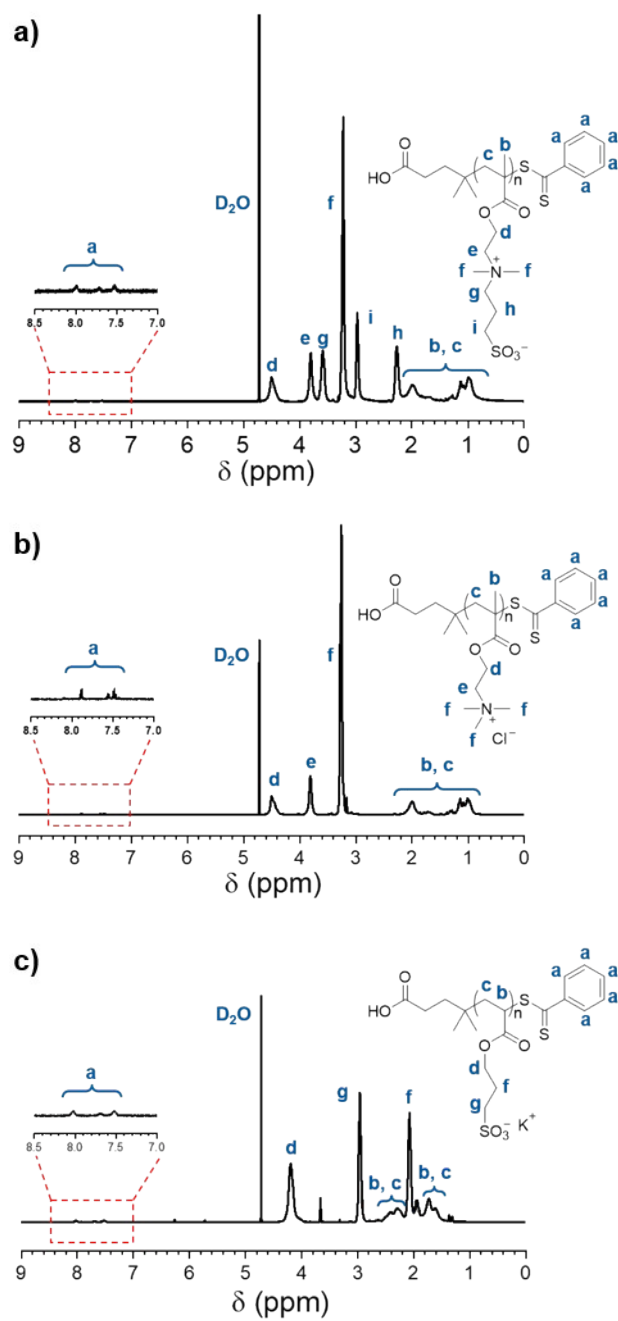 a)
a
b
a
a
c
a
a
O
S
n
HO
S
a
O
O
D₂O
f
d
e
a
f
N
+
f
g
h
i
i
e
g
SO₃⁻
h
b, c
8.5 8.0 7.5 7.0
d
9 8 7 6 5 4 3 2 1 0
δ (ppm)
b)
a
b
a
a
c
a
a
O
S
n
HO
S
a
O
O
D₂O
f
d
a
e
f
N
+
f
f
Cl⁻
e
b, c
8.5 8.0 7.5 7.0
d
9 8 7 6 5 4 3 2 1 0
δ (ppm)
c)
a
c
b
a
a
O
S
n
a
a
HO
S
O
O
D₂O
d
f
a
g
f
g
SO₃⁻ K⁺
d
b, c
b, c
8.5 8.0 7.5 7.0
9 8 7 6 5 4 3 2 1 0
δ (ppm)